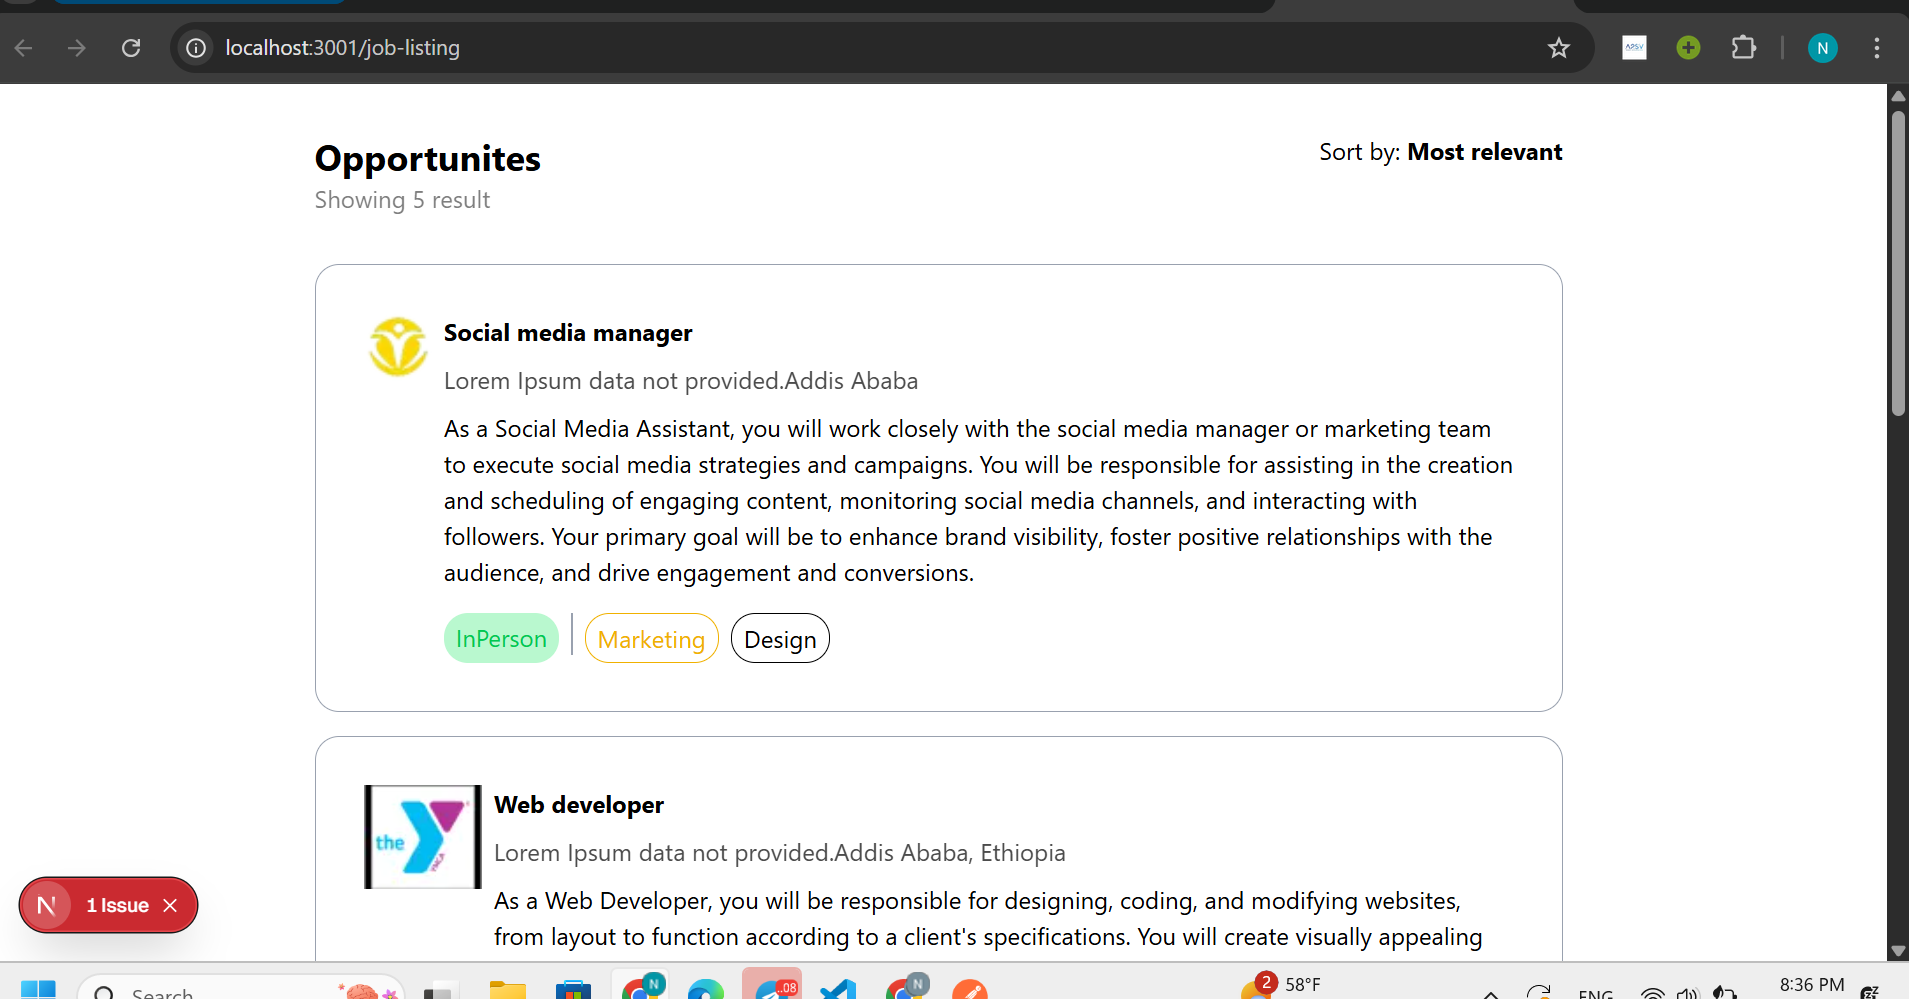 localhost:3001/job-listing
APSV
N
Opportunites
Sort by: Most relevant
Showing 5 result
Social media manager
Lorem Ipsum data not provided.Addis Ababa
As a Social Media Assistant, you will work closely with the social media manager or marketing team
to execute social media strategies and campaigns. You will be responsible for assisting in the creation
and scheduling of engaging content, monitoring social media channels, and interacting with
followers. Your primary goal will be to enhance brand visibility, foster positive relationships with the
audience, and drive engagement and conversions.
InPerson
Marketing
Design
the Y
Web developer
Lorem Ipsum data not provided.Addis Ababa, Ethiopia
As a Web Developer, you will be responsible for designing, coding, and modifying websites,
from layout to function according to a client's specifications. You will create visually appealing
N 1 Issue
Search
N
..08
N
2
58°F
ENG
8:36 PM